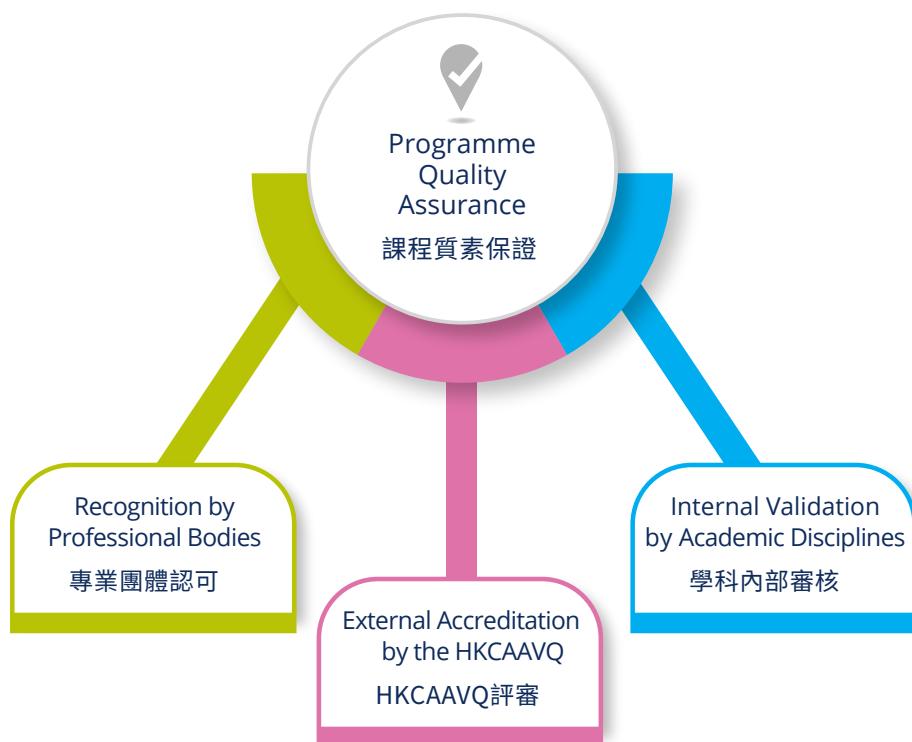 Programme
Quality
Assurance
課程質素保證
Recognition by
Professional Bodies
專業團體認可
External Accreditation
by the HKCAAVQ
HKCAAVQ評審
Internal Validation
by Academic Disciplines
學科內部審核